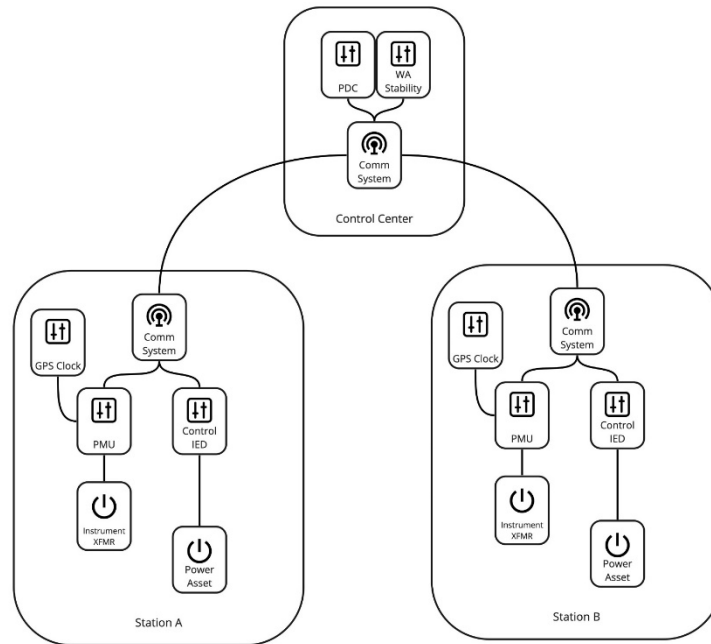 PDC
WA
Stability
Comm
System
Control Center
Comm
System
GPS Clock
PMU
Control
IED
Instrument
XFMR
Power
Asset
Station A
Comm
System
GPS Clock
PMU
Control
IED
Instrument
XFMR
Power
Asset
Station B